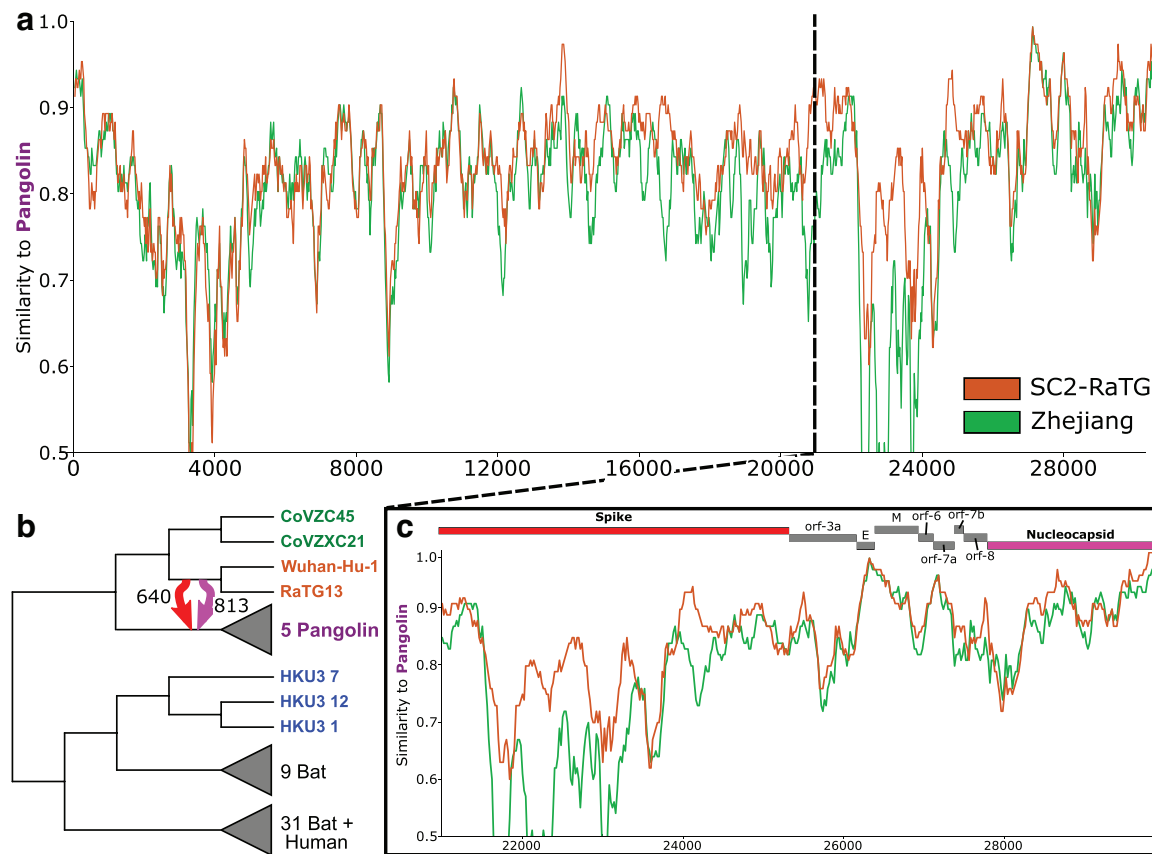 a
1.0
0.9
0.8
0.7
0.6
0.5
Similarity to Pangolin
0 4000 8000 12000 16000 20000 24000 28000
SC2-RaTG
Zhejiang
b
CoVZC45
CoVZXC21
Wuhan-Hu-1
RaTG13
640
813
5 Pangolin
HKU3 7
HKU3 12
HKU3 1
9 Bat
31 Bat +
Human
c
Spike
orf-3a
E
M
orf-6
orf-7a
orf-7b
orf-8
Nucleocapsid
1.0
0.9
0.8
0.7
0.6
0.5
Similarity to Pangolin
22000 24000 26000 28000